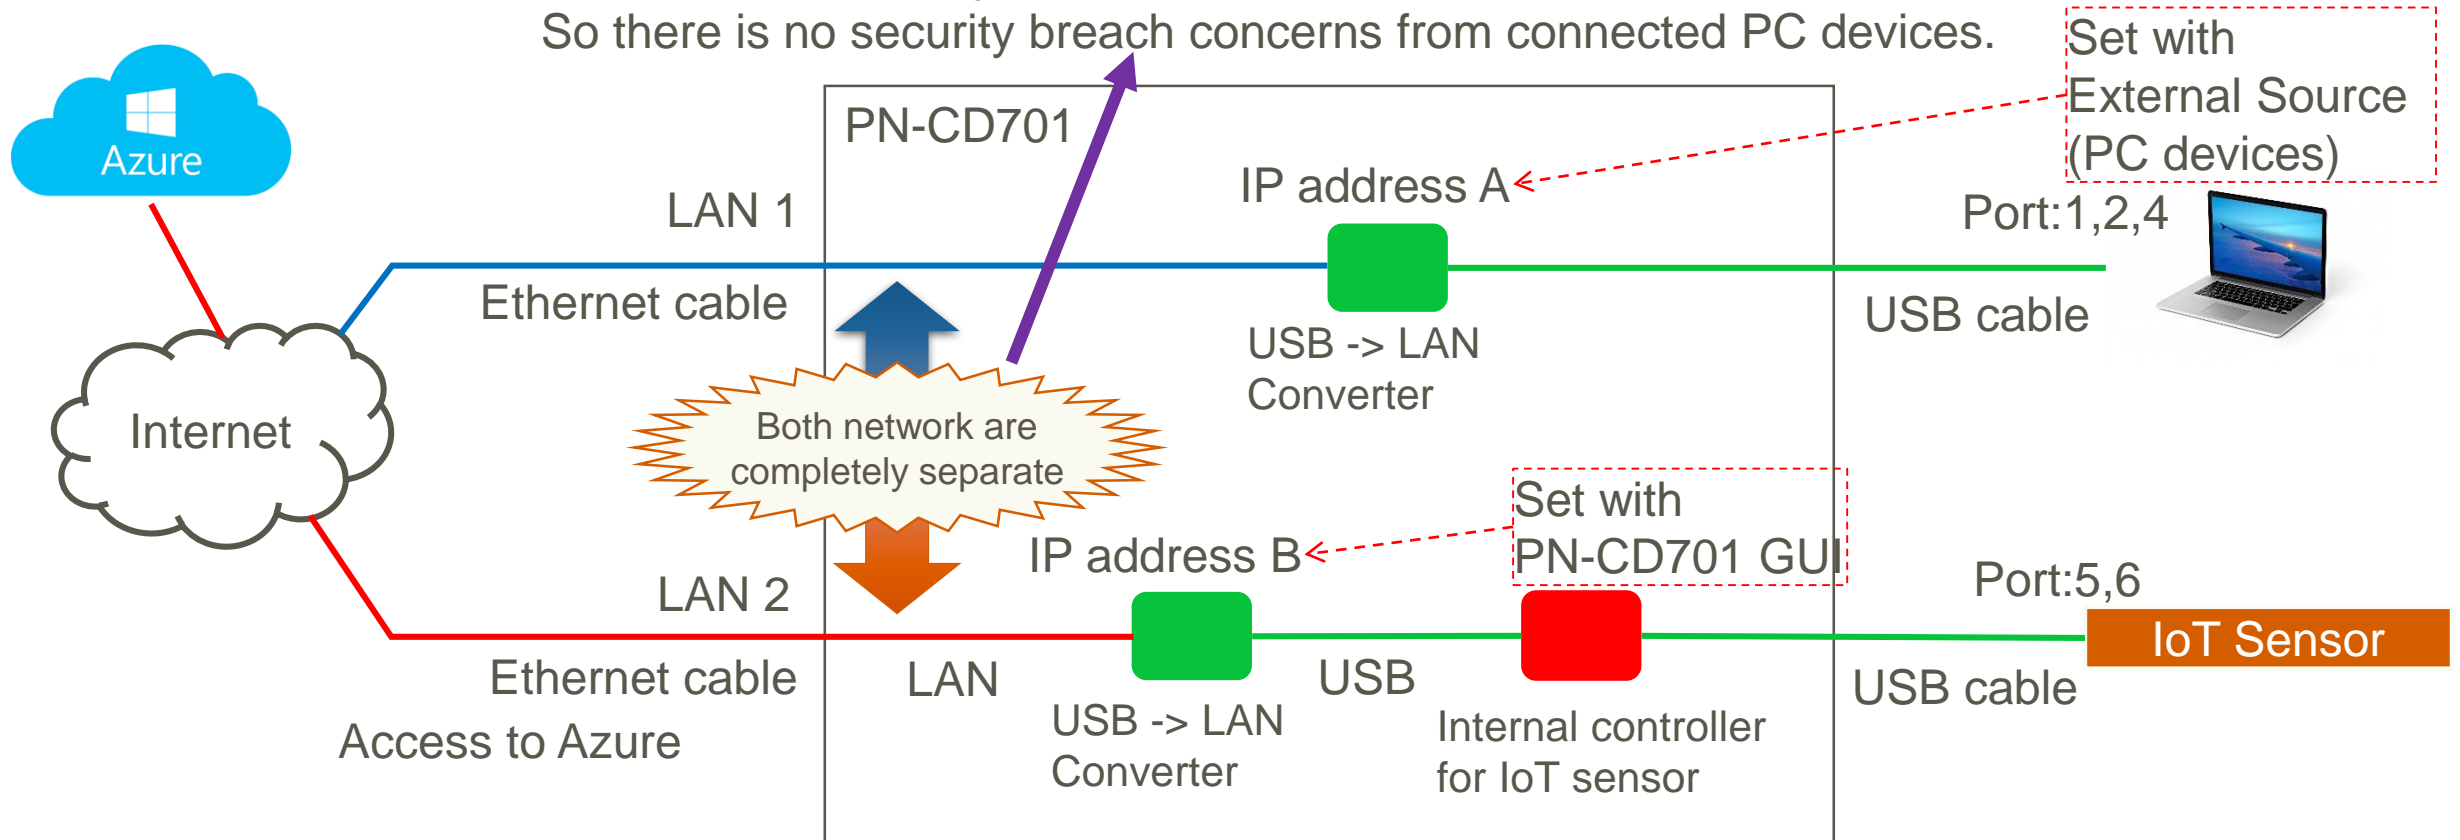 So there is no security breach concerns from connected PC devices.
Set with
External Source
(PC devices)
Azure
PN-CD701
IP address A
LAN 1
Port:1,2,4
Ethernet cable
USB cable
USB -> LAN
Converter
Internet
Both network are
completely separate
Set with
PN-CD701 GUI
IP address B
LAN 2
Port:5,6
IoT Sensor
Ethernet cable
LAN
USB
USB cable
Access to Azure
USB -> LAN
Converter
Internal controller
for IoT sensor